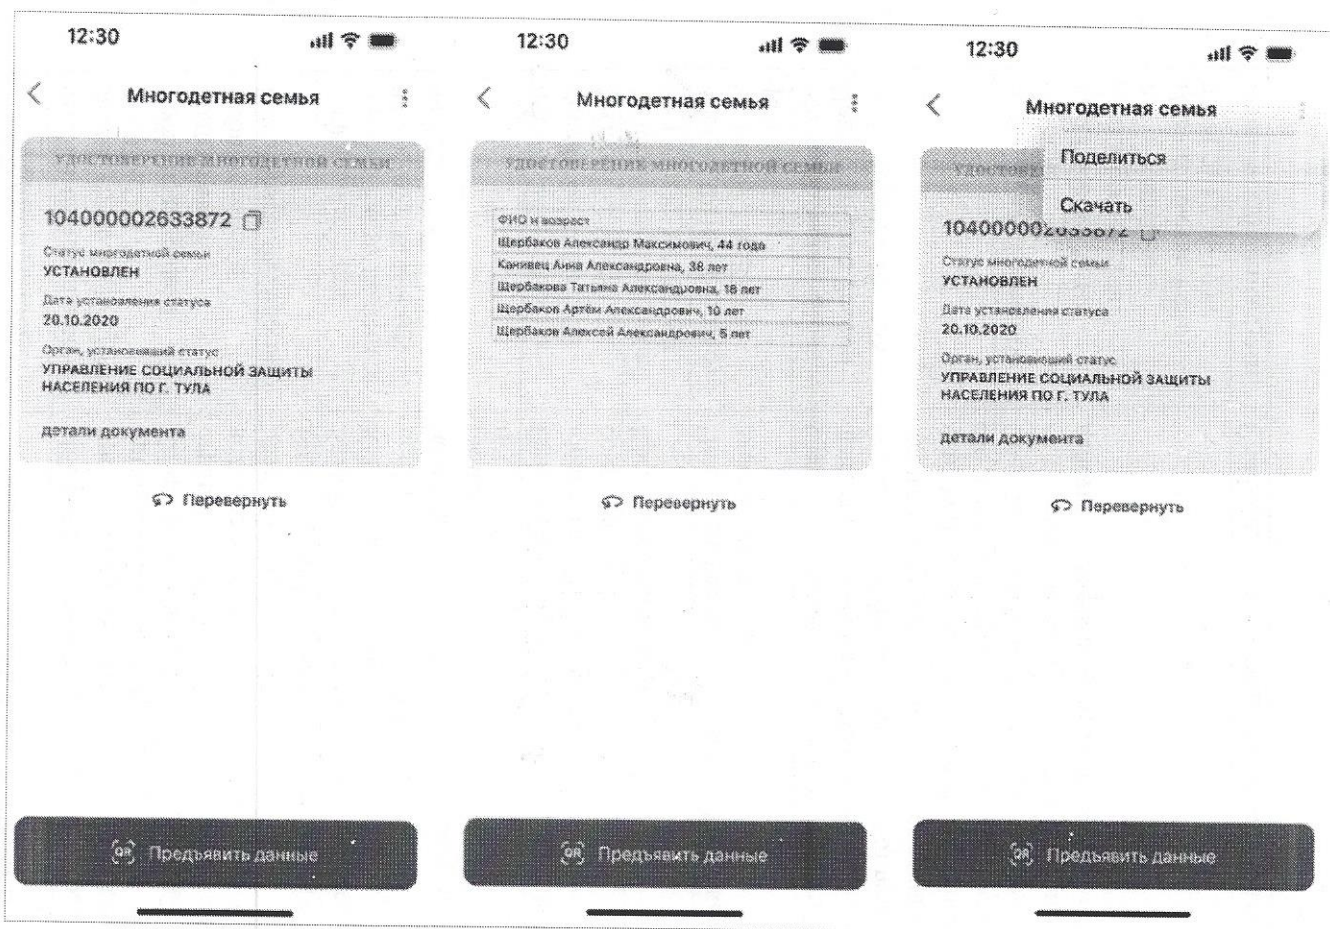 12:30
Многодетная семья
УДОСТОВЕРЕНИЕ МНОГОДЕТНОЙ СЕМЬИ
104000002633872
Статус многодетной семьи
УСТАНОВЛЕН
Дата установления статуса
20.10.2020
Орган, установивший статус
УПРАВЛЕНИЕ СОЦИАЛЬНОЙ ЗАЩИТЫ
НАСЕЛЕНИЯ ПО Г. ТУЛА
детали документа
Перевернуть
QR Предъявить данные
12:30
Многодетная семья
УДОСТОВЕРЕНИЕ МНОГОДЕТНОЙ СЕМЬИ
ФИО и возраст
Щербаков Александр Максимович, 44 года
Канивец Анна Александровна, 38 лет
Щербакова Татьяна Александровна, 18 лет
Щербаков Артём Александрович, 10 лет
Щербаков Алексей Александрович, 5 лет
Перевернуть
QR Предъявить данные
12:30
Многодетная семья
Поделиться
Скачать
104000002633872
Статус многодетной семьи
УСТАНОВЛЕН
Дата установления статуса
20.10.2020
Орган, установивший статус
УПРАВЛЕНИЕ СОЦИАЛЬНОЙ ЗАЩИТЫ
НАСЕЛЕНИЯ ПО Г. ТУЛА
детали документа
Перевернуть
QR Предъявить данные